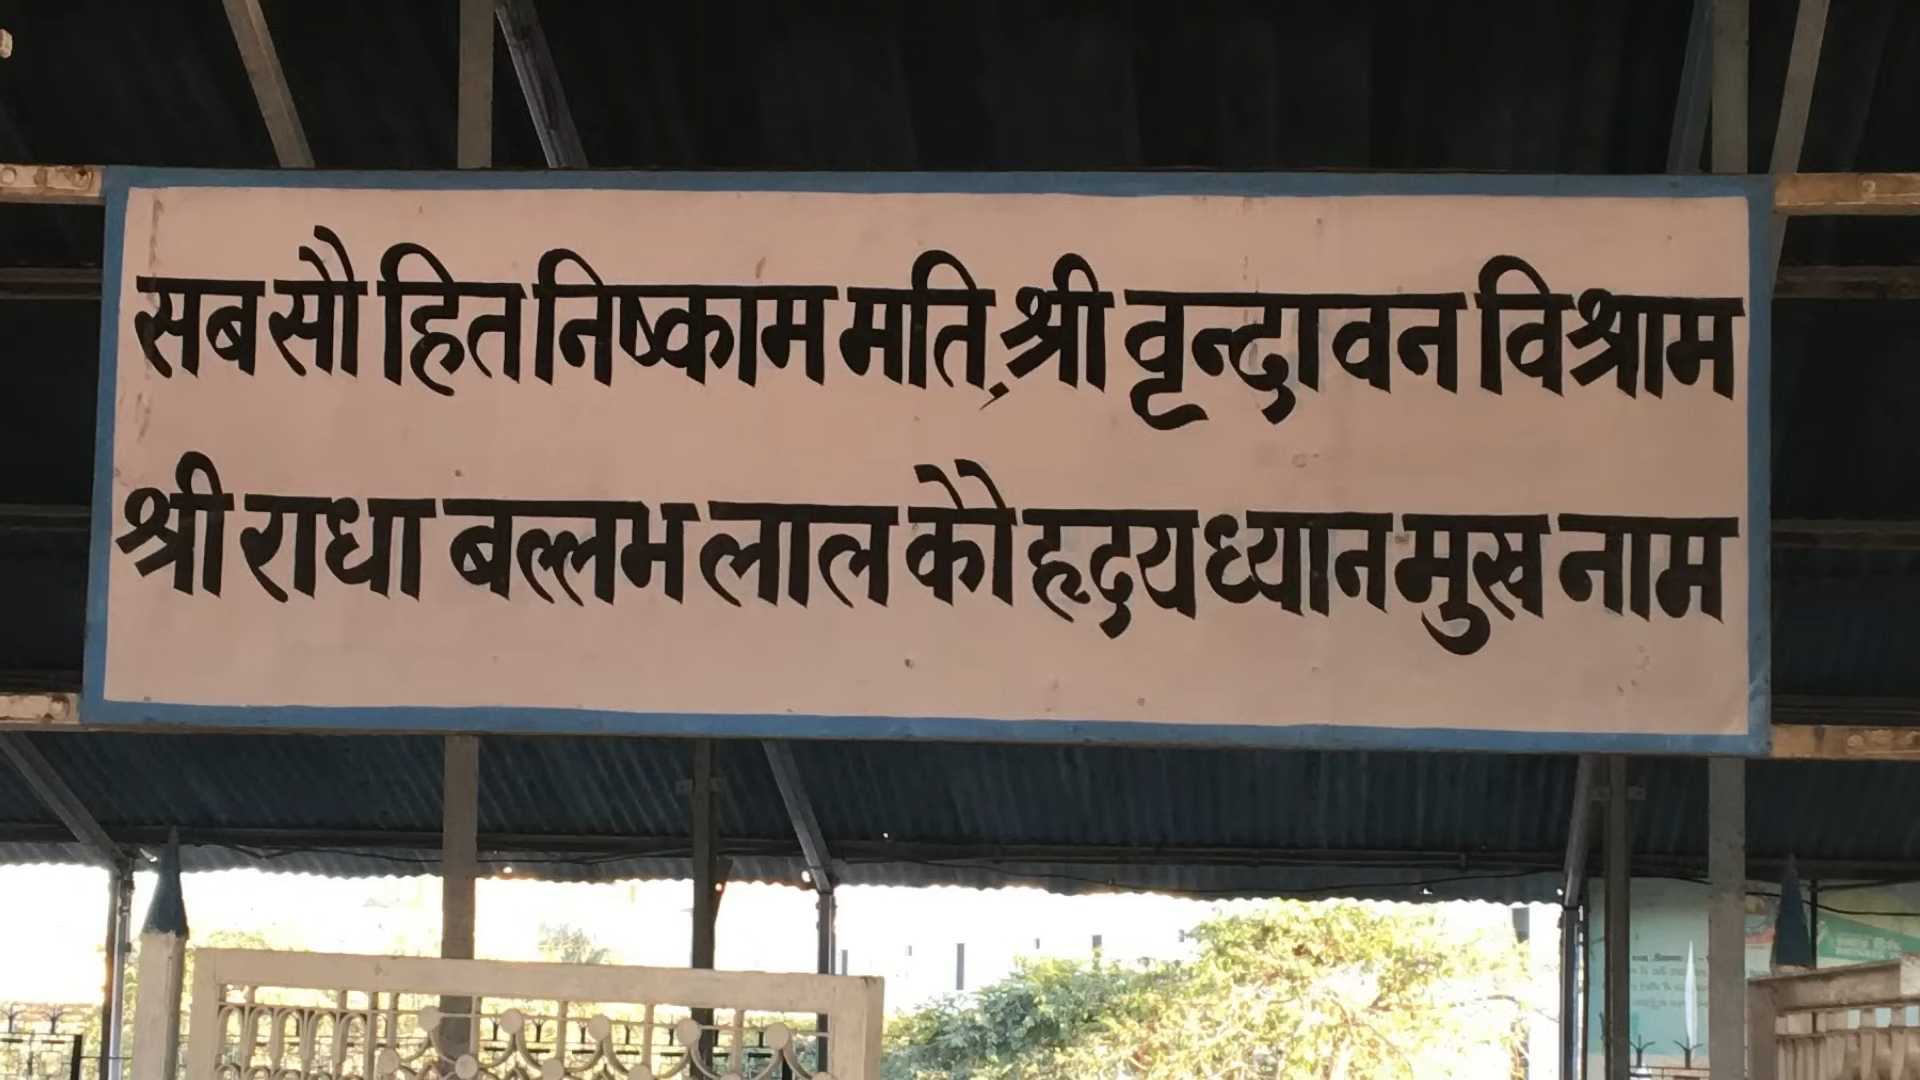 सब सौ हित निष्काम मति, श्री वृन्दावन विश्राम
श्री राधा बल्लभ लाल कौ हृदय ध्यान मुख नाम